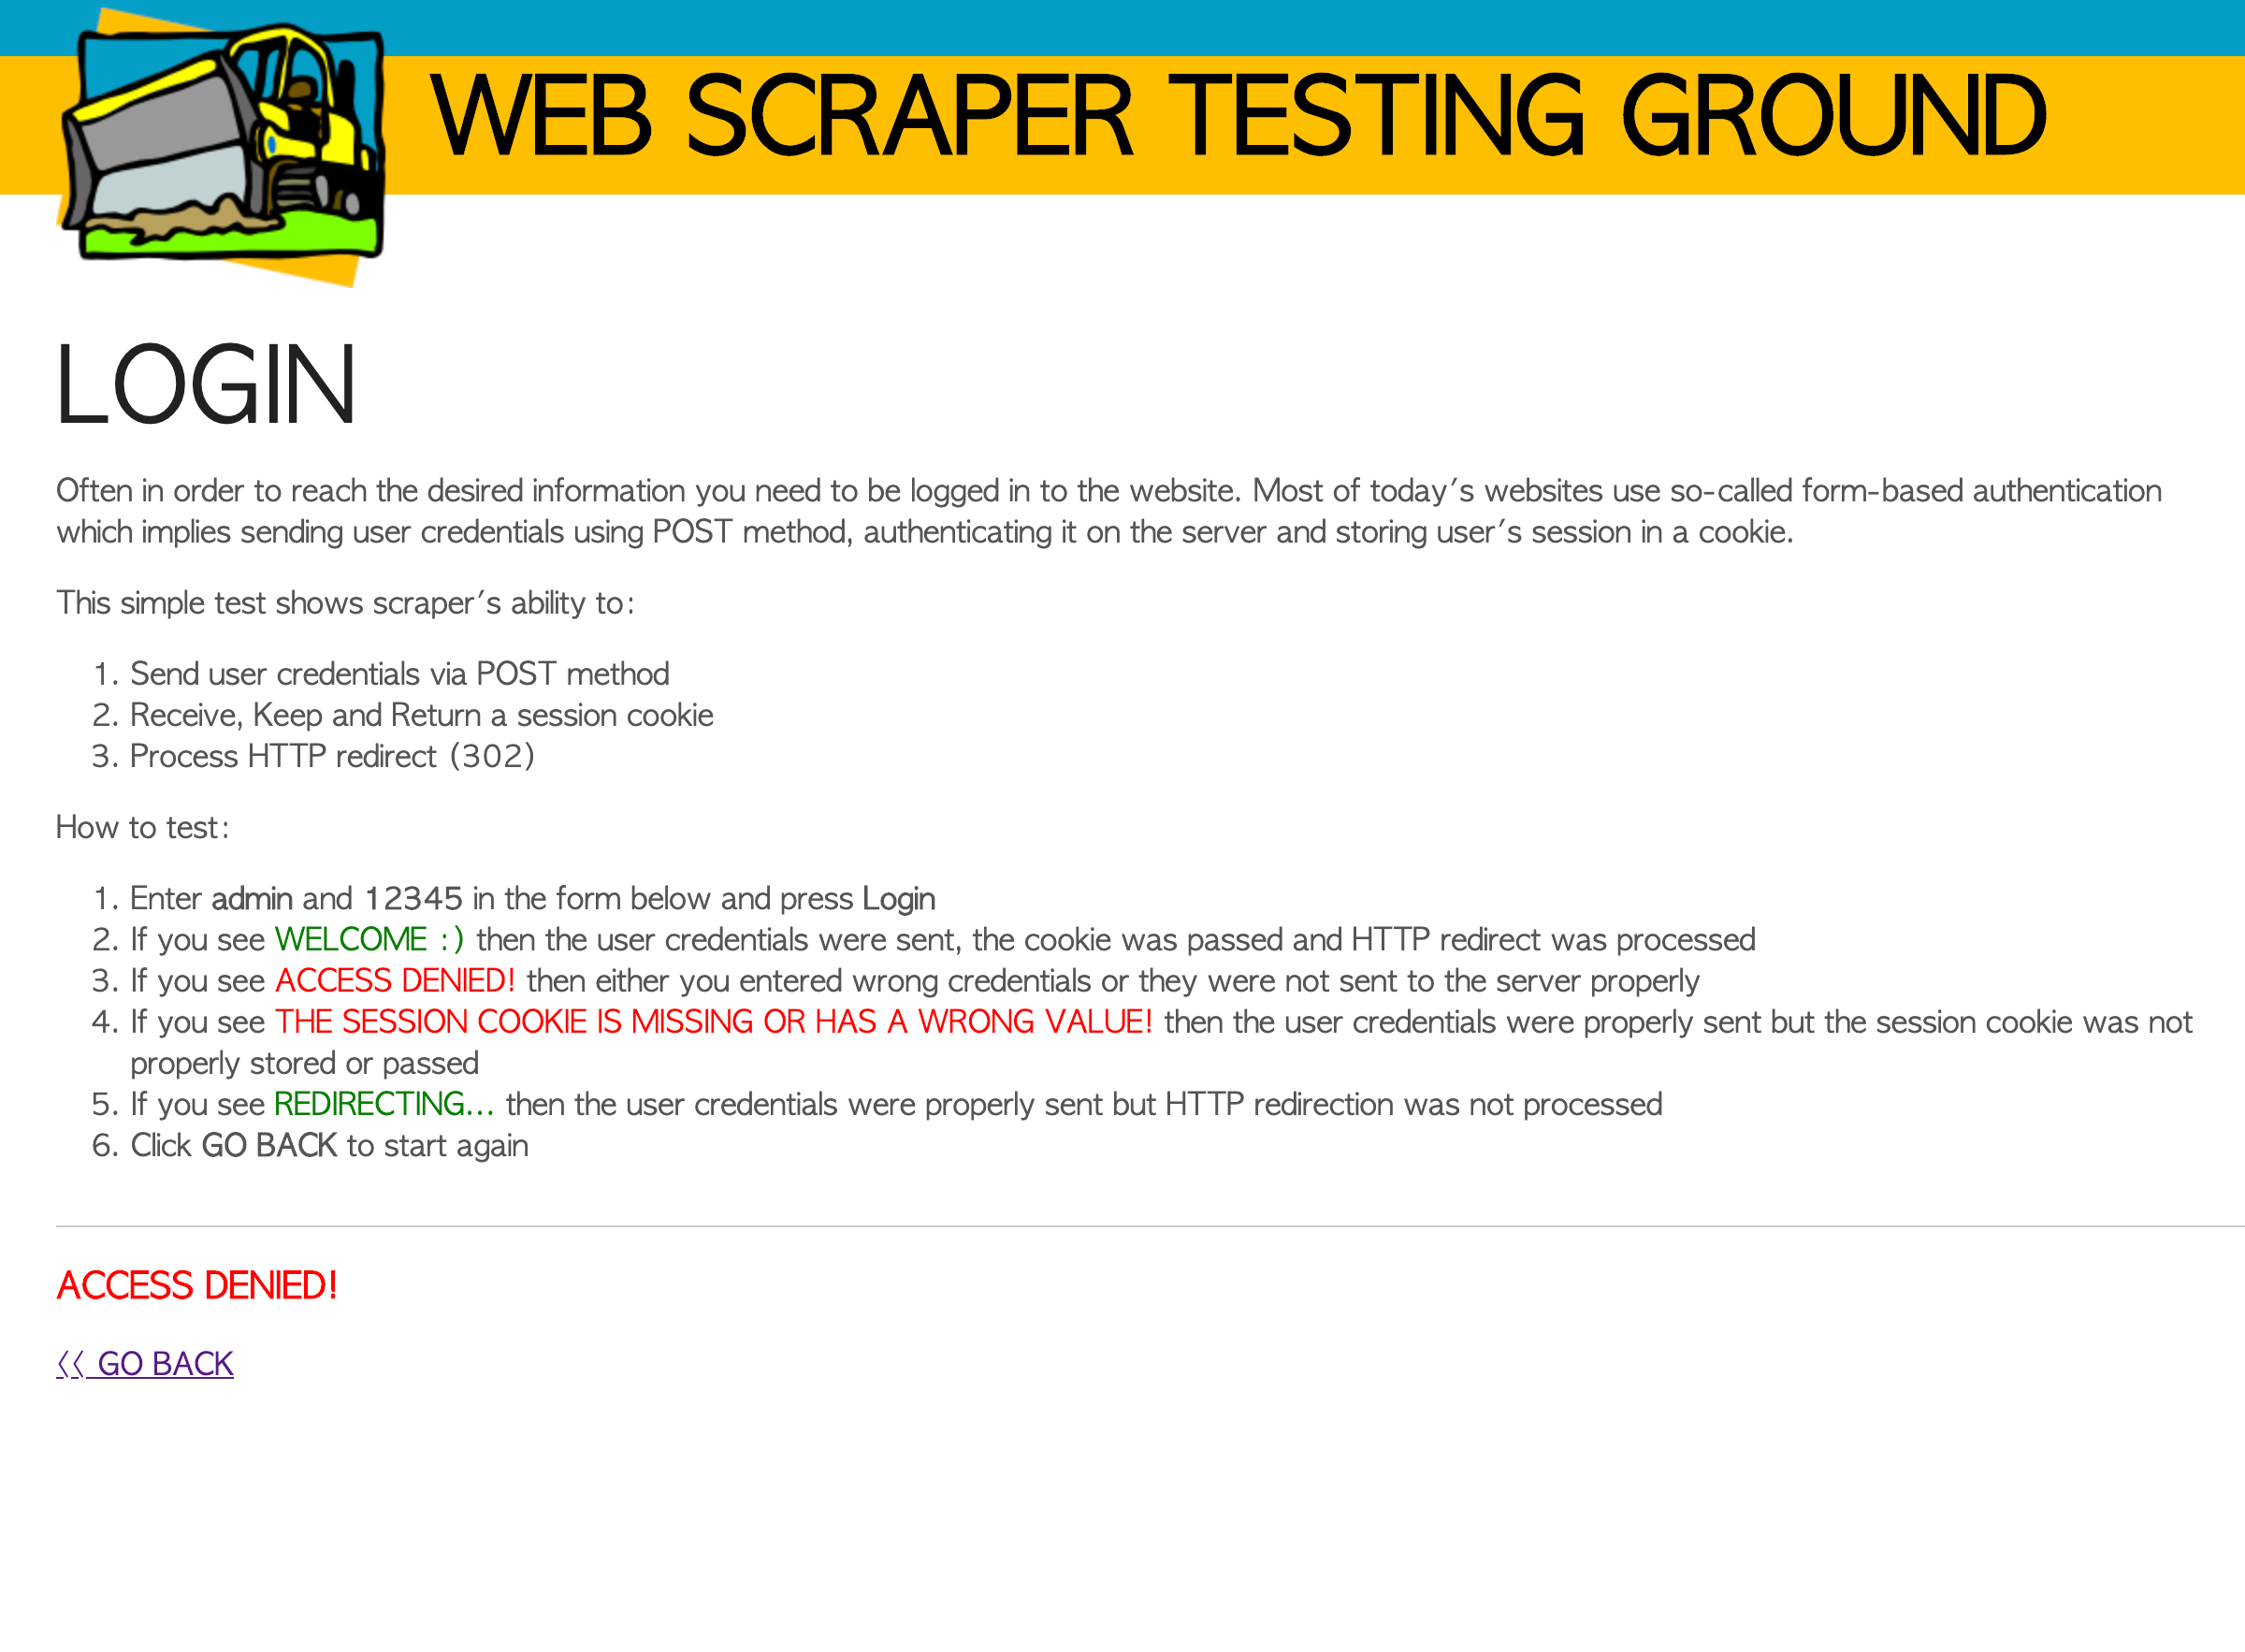 WEB SCRAPER TESTING GROUND
LOGIN
Often in order to reach the desired information you need to be logged in to the website. Most of today's websites use so-called form-based authentication
which implies sending user credentials using POST method, authenticating it on the server and storing user's session in a cookie.
This simple test shows scraper's ability to:
1. Send user credentials via POST method
2. Receive, Keep and Return a session cookie
3. Process HTTP redirect (302)
How to test:
1. Enter admin and 12345 in the form below and press Login
2. If you see WELCOME :) then the user credentials were sent, the cookie was passed and HTTP redirect was processed
3. If you see ACCESS DENIED! then either you entered wrong credentials or they were not sent to the server properly
4. If you see THE SESSION COOKIE IS MISSING OR HAS A WRONG VALUE! then the user credentials were properly sent but the session cookie was not
properly stored or passed
5. If you see REDIRECTING... then the user credentials were properly sent but HTTP redirection was not processed
6. Click GO BACK to start again
ACCESS DENIED!
<< GO BACK